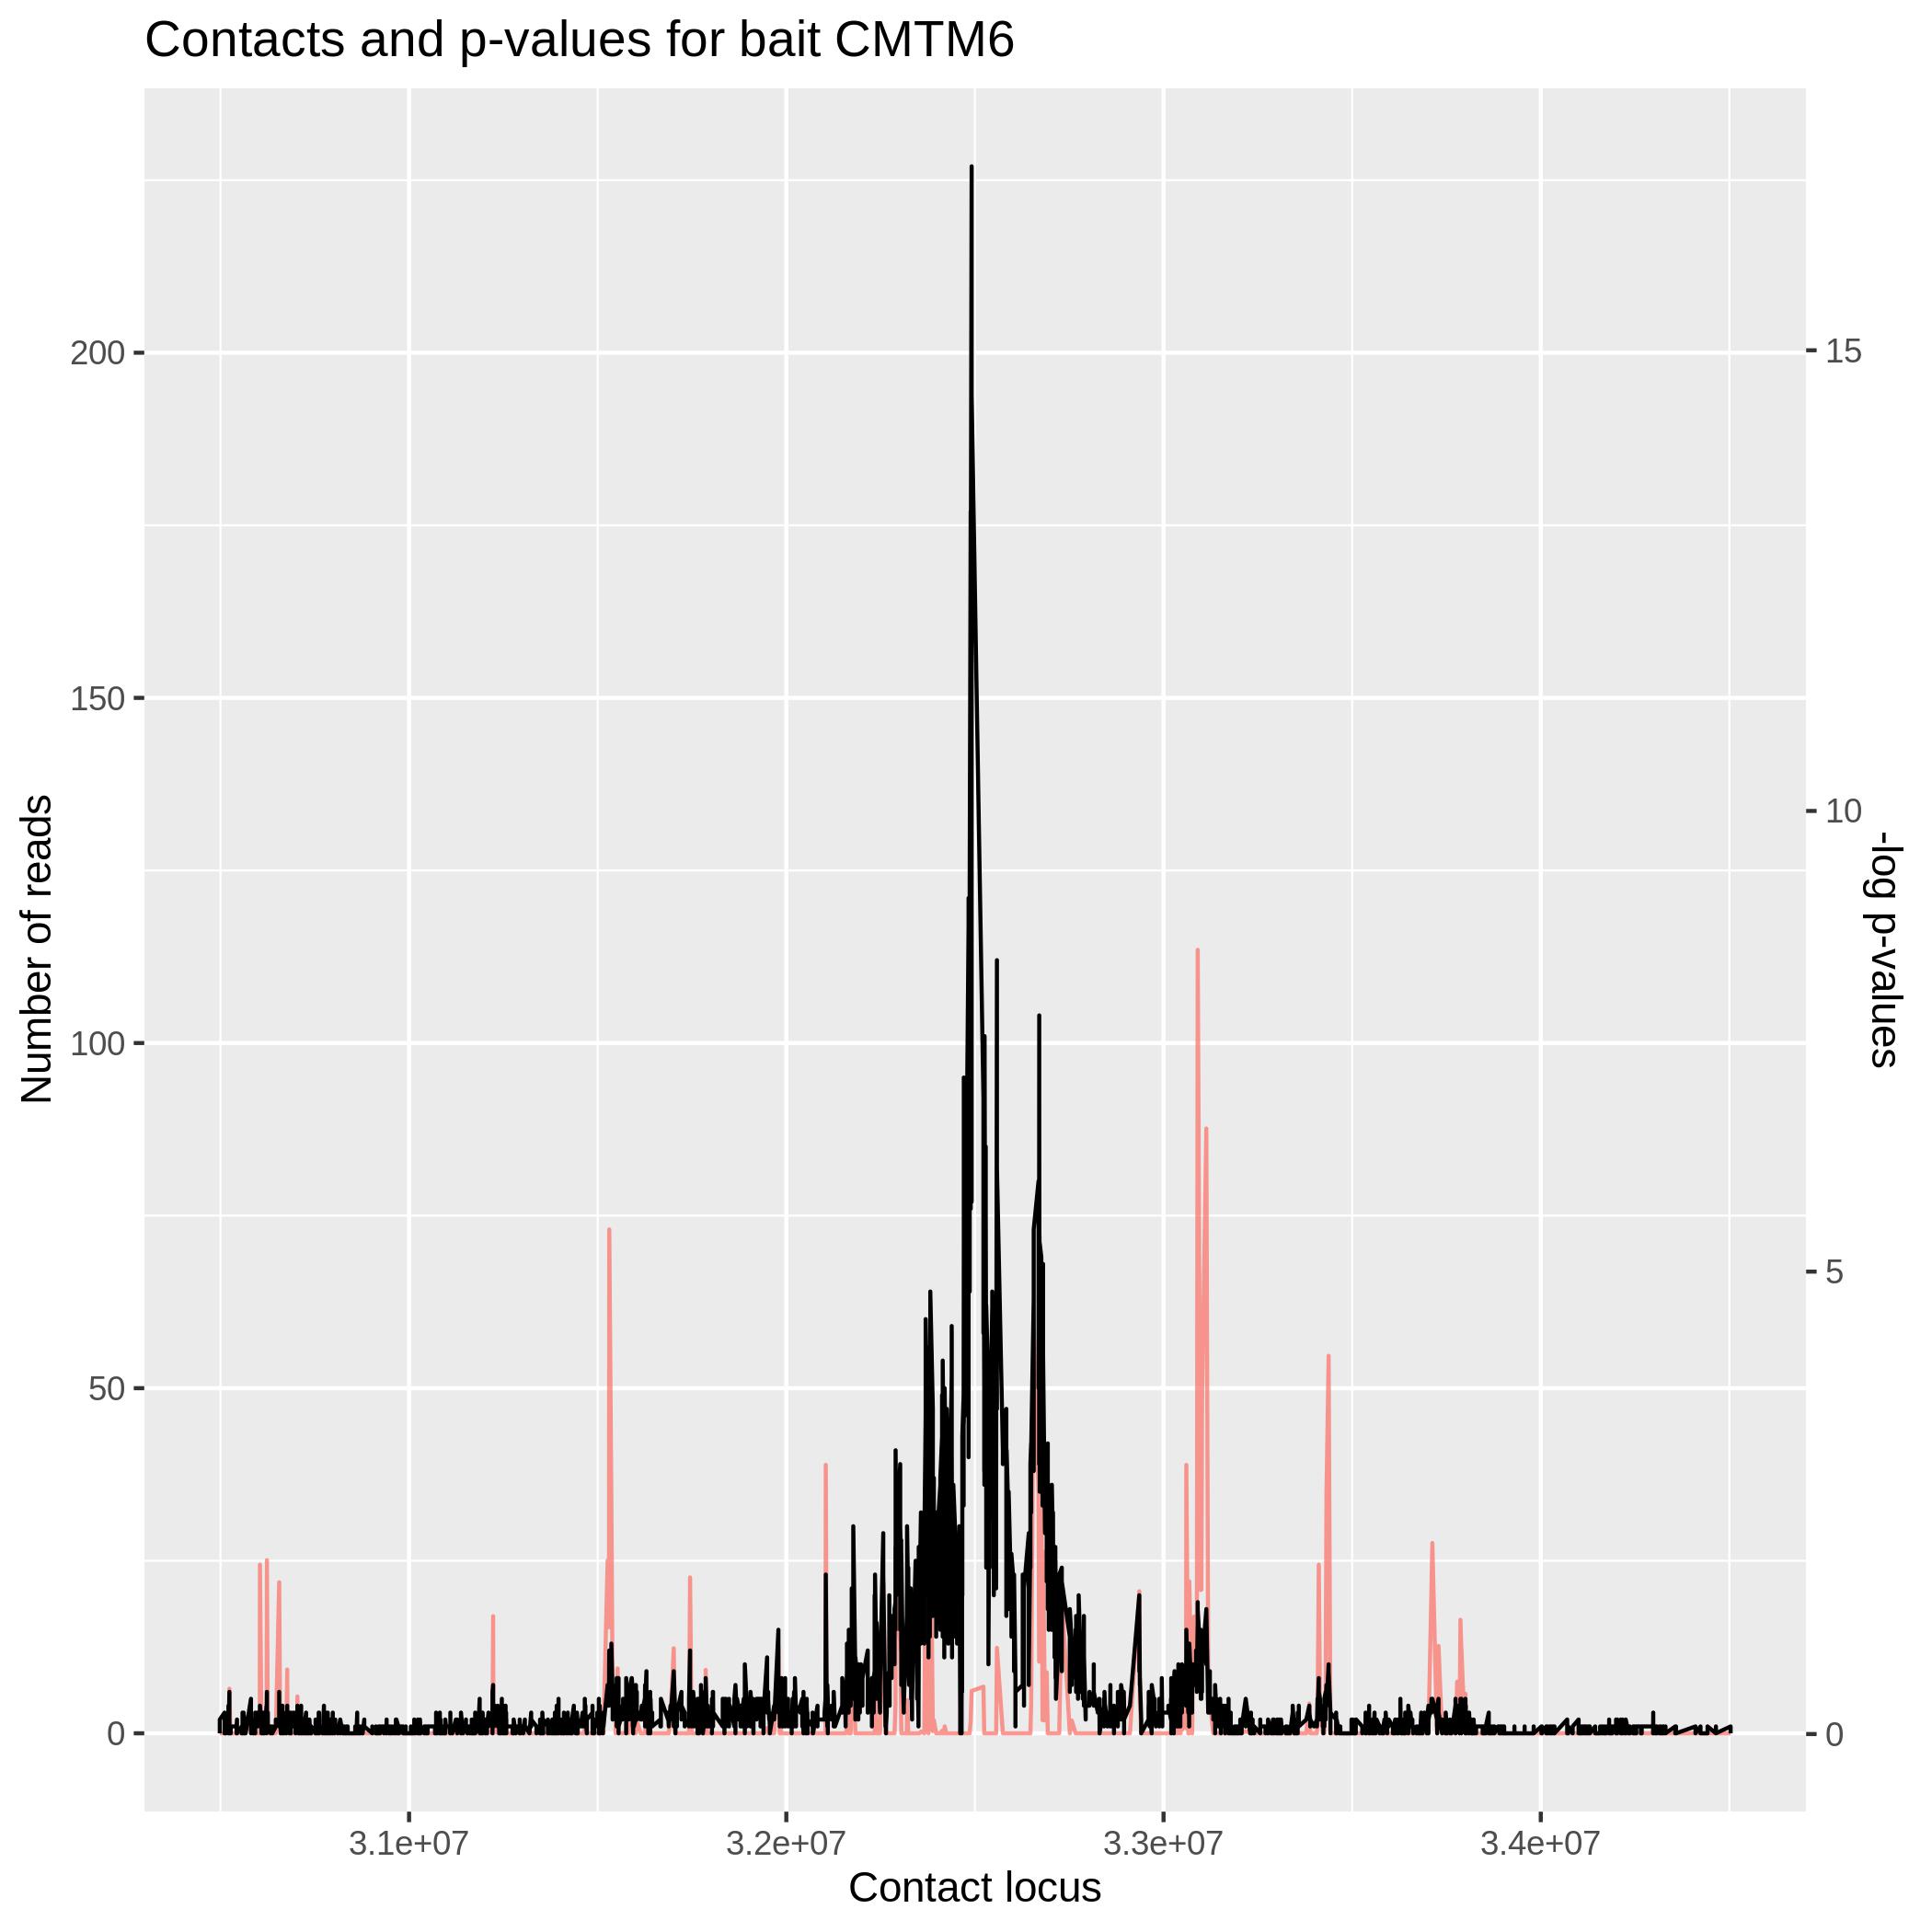 Contacts and p-values for bait CMTM6
Number of reads
200
150
100
50
0
15
10
5
0
-log p-values
3.1e+07
3.2e+07
3.3e+07
3.4e+07
Contact locus